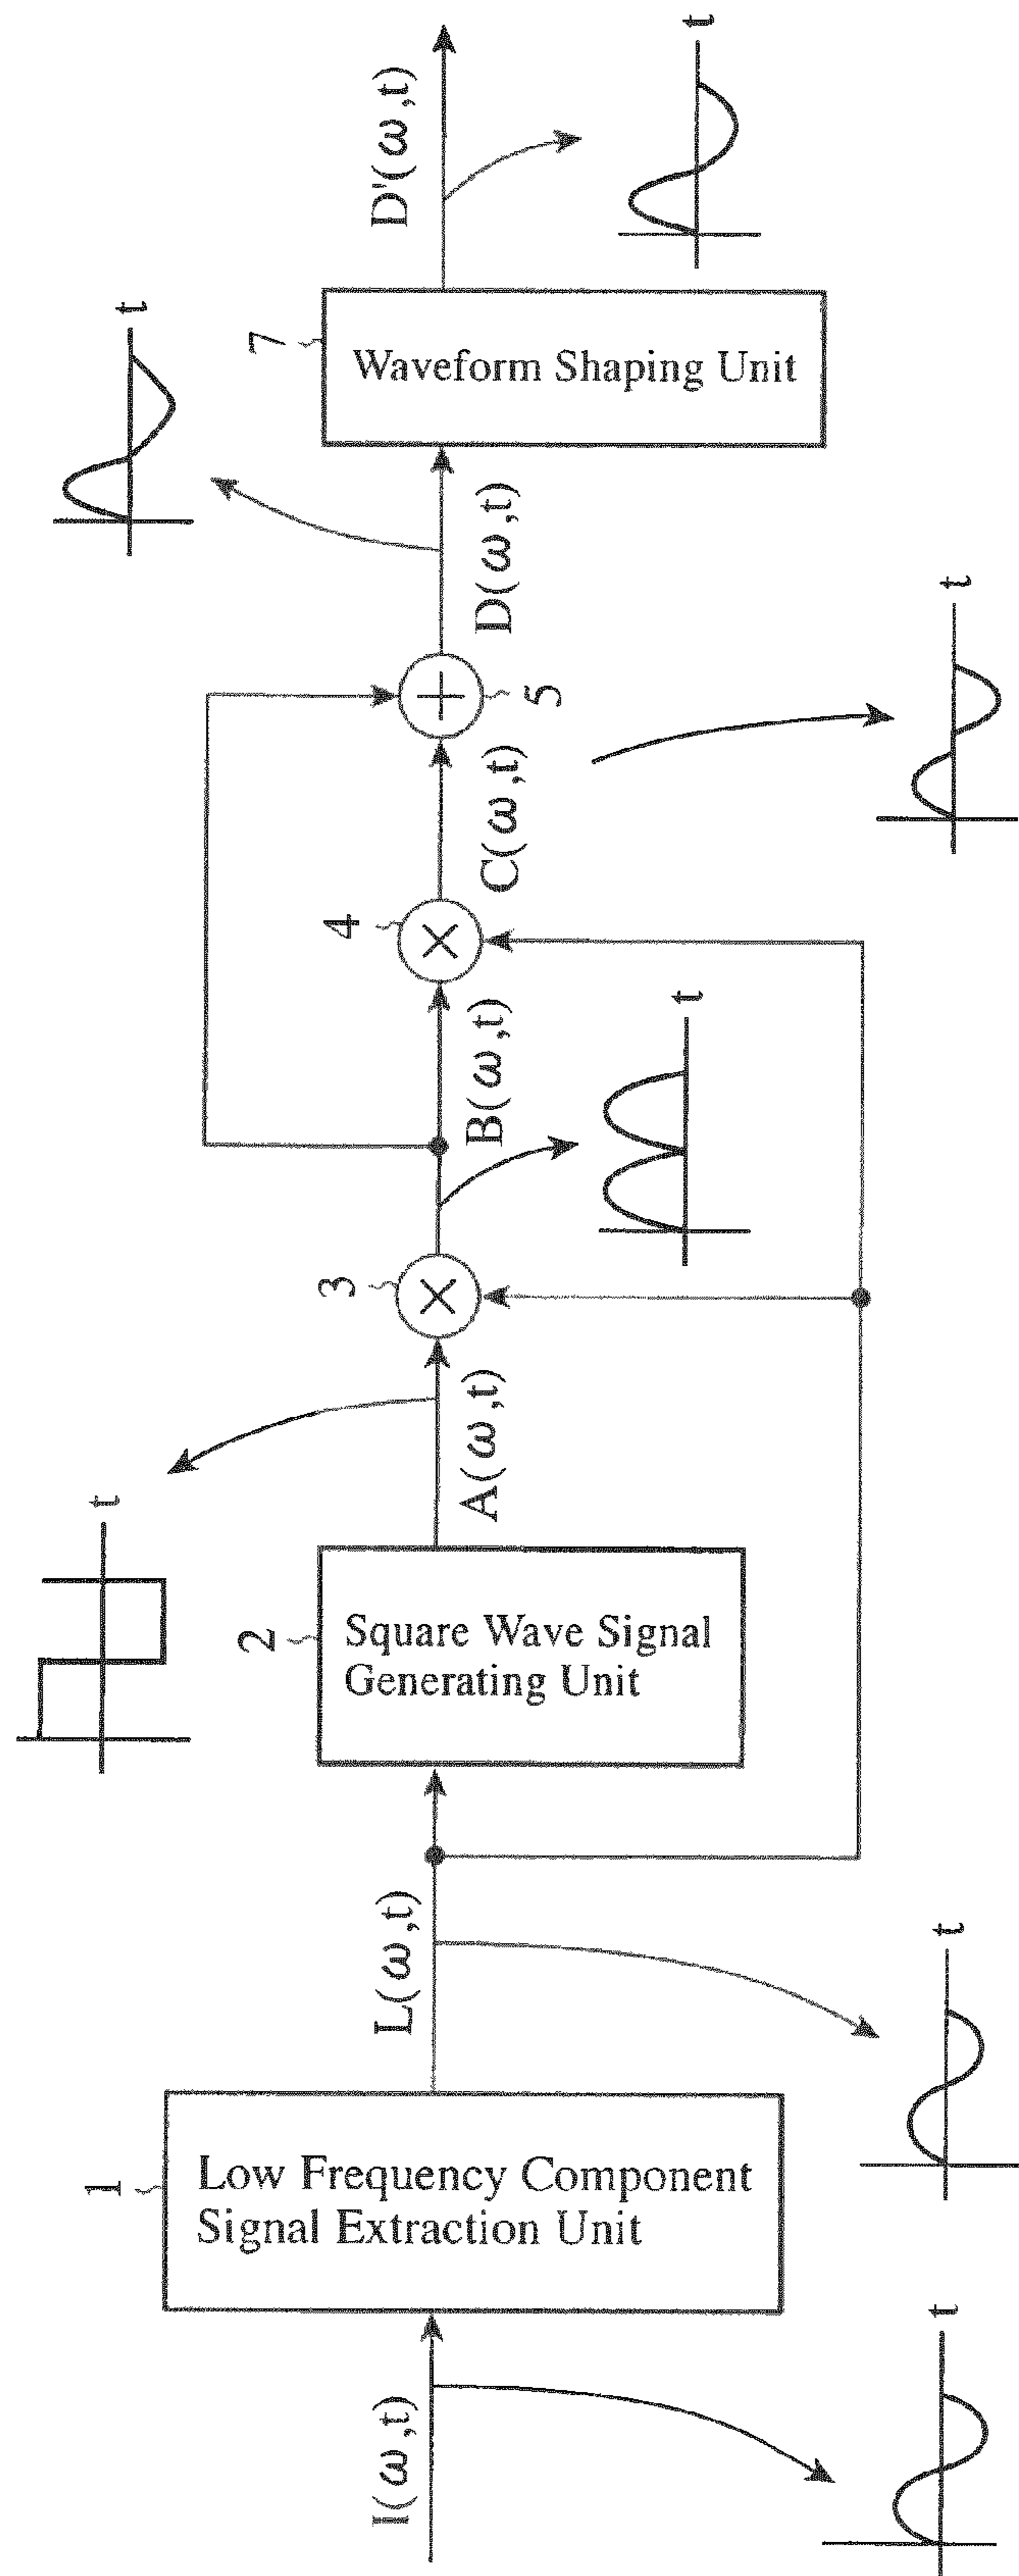 I(ω,t)
t
1
Low Frequency Component
Signal Extraction Unit
L(ω,t)
t
2
Square Wave Signal
Generating Unit
t
A(ω,t)
3
×
B(ω,t)
t
4
×
C(ω,t)
t
+
5
D(ω,t)
t
7
Waveform Shaping Unit
D'(ω,t)
t